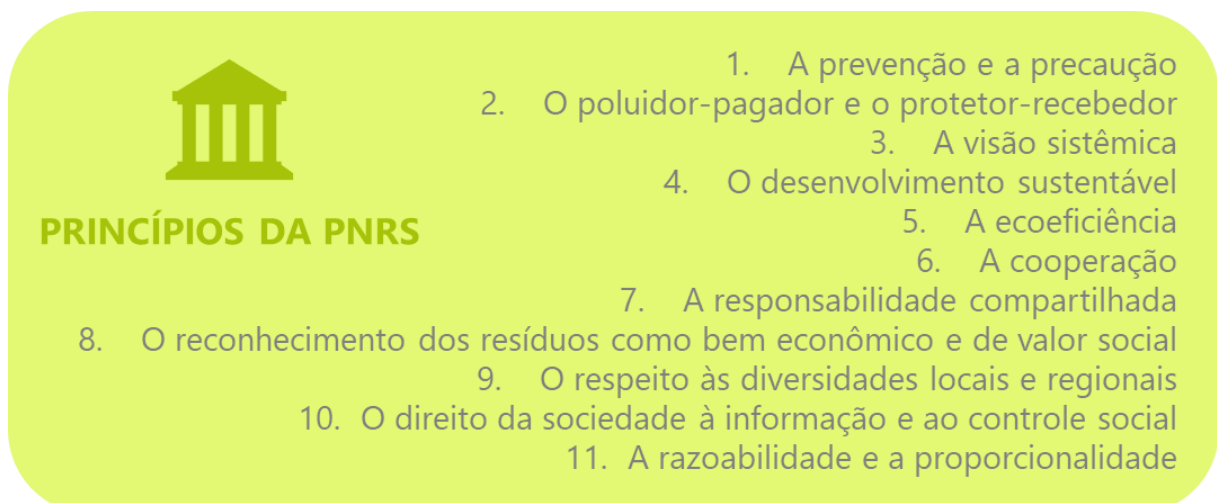 PRINCÍPIOS DA PNRS
1. A prevenção e a precaução
2. O poluidor-pagador e o protetor-recebedor
3. A visão sistêmica
4. O desenvolvimento sustentável
5. A ecoeficiência
6. A cooperação
7. A responsabilidade compartilhada
8. O reconhecimento dos resíduos como bem econômico e de valor social
9. O respeito às diversidades locais e regionais
10. O direito da sociedade à informação e ao controle social
11. A razoabilidade e a proporcionalidade